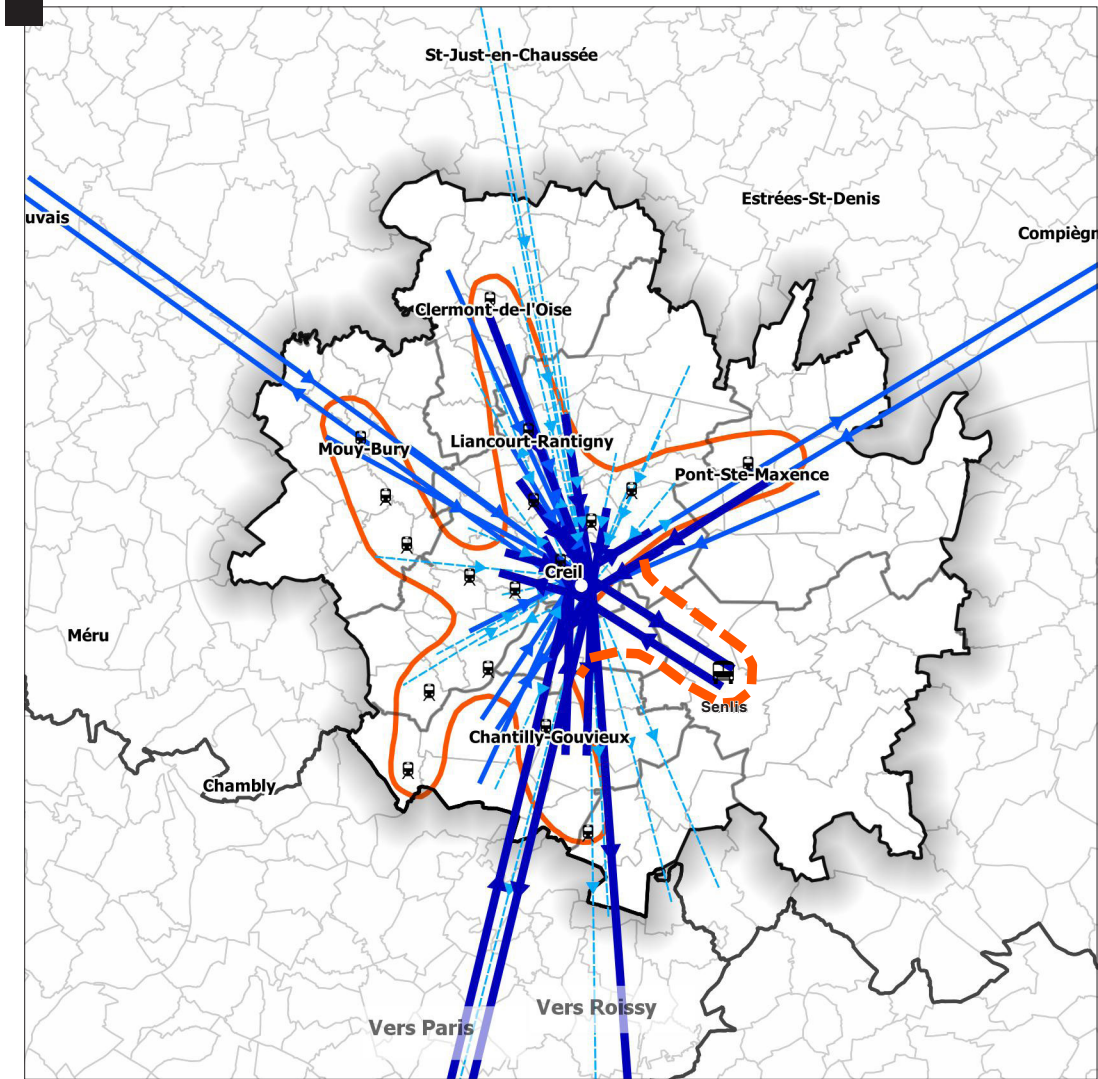 St-Just-en-Chaussée
Estrées-St-Denis
uvais
Compiègn
Clermont-de-l'Oise
Liancourt-Rantigny
Mouy-Bury
Pont-Ste-Maxence
Creil
Méru
Senlis
Chantilly-Gouvieux
Chambly
Vers Roissy
Vers Paris